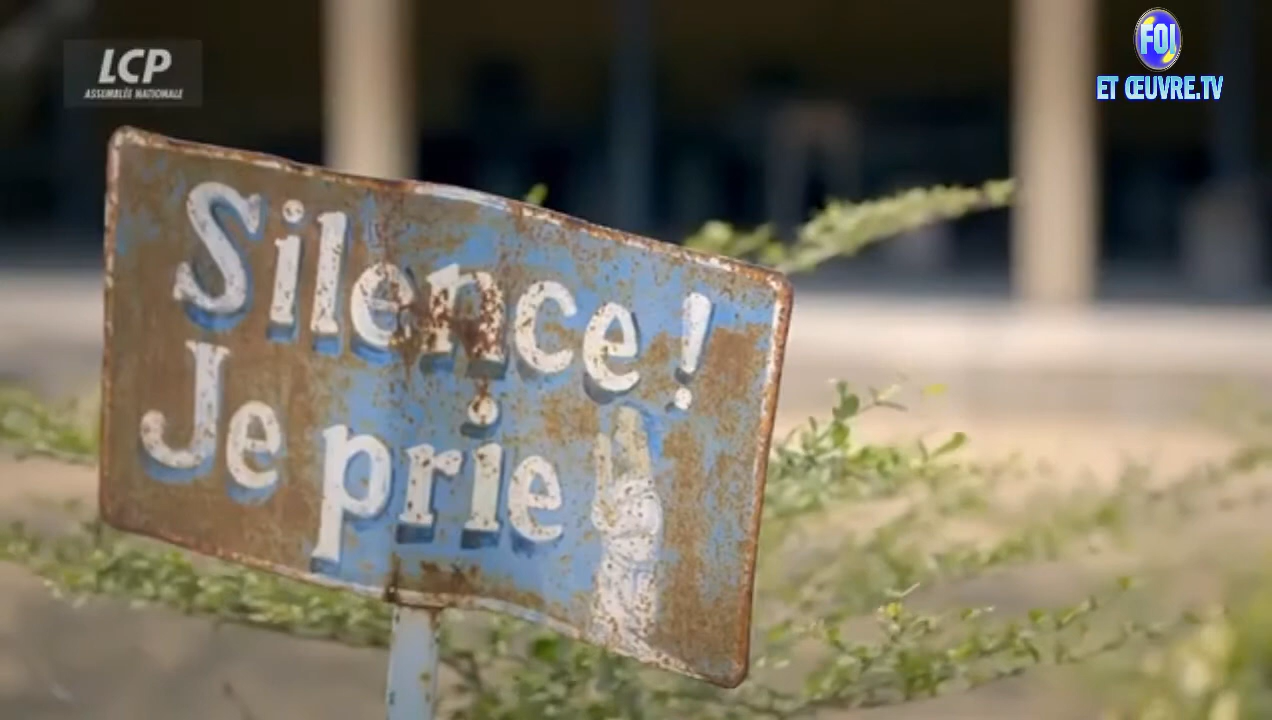 LCP
ASSEMBLÉE NATIONALE
FOI
ET ŒUVRE.TV
Silence !
Je prie